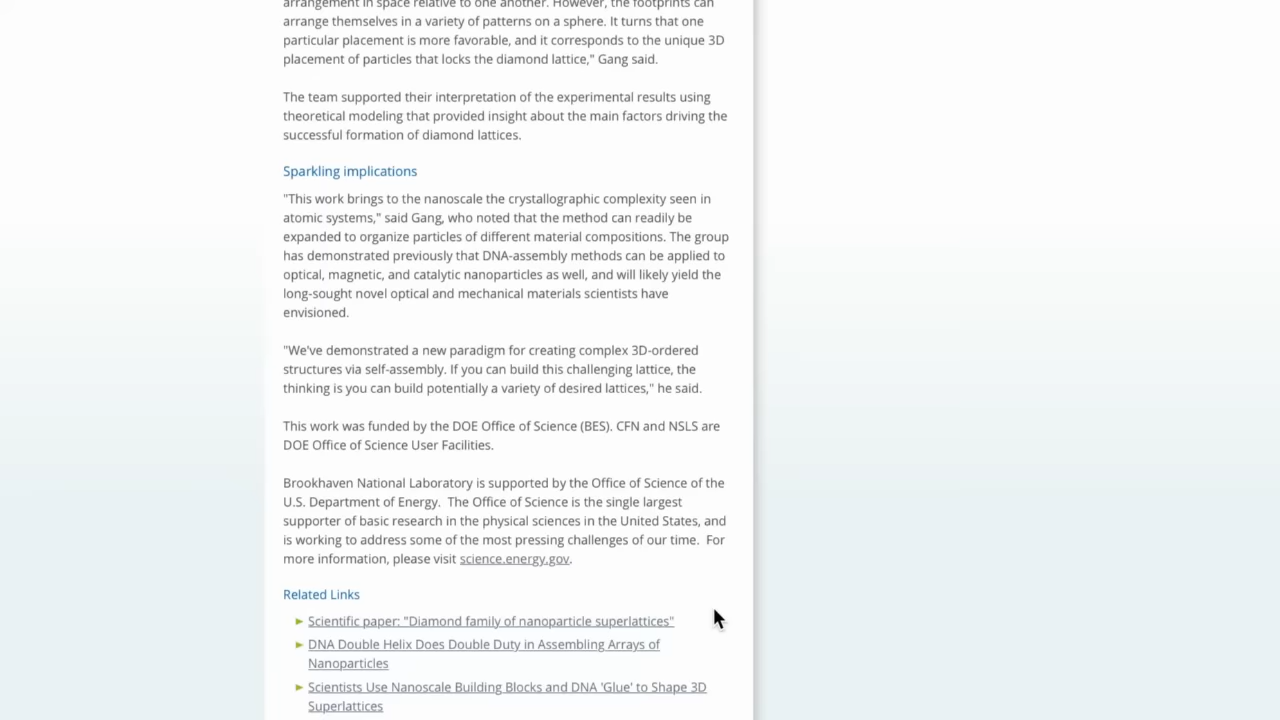 arrangement in space relative to one another. However, the footprints can
arrange themselves in a variety of patterns on a sphere. It turns that one
particular placement is more favorable, and it corresponds to the unique 3D
placement of particles that locks the diamond lattice," Gang said.
The team supported their interpretation of the experimental results using
theoretical modeling that provided insight about the main factors driving the
successful formation of diamond lattices.
Sparkling implications
"This work brings to the nanoscale the crystallographic complexity seen in
atomic systems," said Gang, who noted that the method can readily be
expanded to organize particles of different material compositions. The group
has demonstrated previously that DNA-assembly methods can be applied to
optical, magnetic, and catalytic nanoparticles as well, and will likely yield the
long-sought novel optical and mechanical materials scientists have
envisioned.
"We've demonstrated a new paradigm for creating complex 3D-ordered
structures via self-assembly. If you can build this challenging lattice, the
thinking is you can build potentially a variety of desired lattices," he said.
This work was funded by the DOE Office of Science (BES). CFN and NSLS are
DOE Office of Science User Facilities.
Brookhaven National Laboratory is supported by the Office of Science of the
U.S. Department of Energy.  The Office of Science is the single largest
supporter of basic research in the physical sciences in the United States, and
is working to address some of the most pressing challenges of our time.  For
more information, please visit science.energy.gov.
Related Links
Scientific paper: "Diamond family of nanoparticle superlattices"
DNA Double Helix Does Double Duty in Assembling Arrays of
Nanoparticles
Scientists Use Nanoscale Building Blocks and DNA 'Glue' to Shape 3D
Superlattices